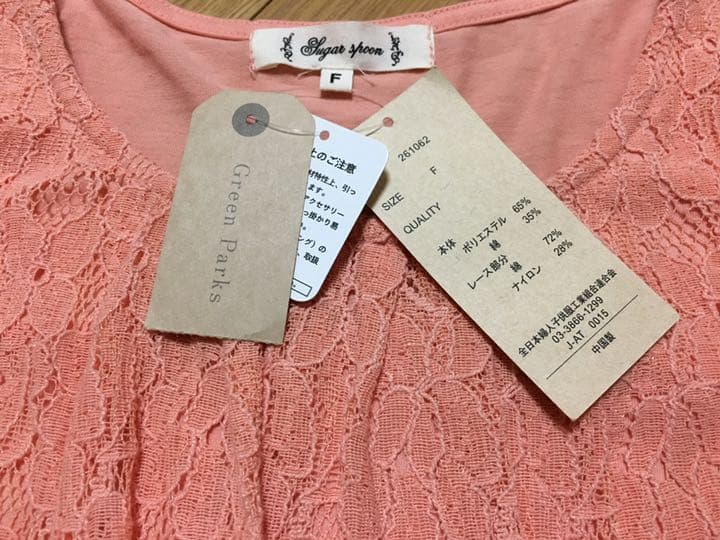 Sugar spoon
F
Green Parks
上のご注意
材特性上、引っ
ます。
アクセサリー
っ掛かり易
す。
ング）の
、取扱
261062
SIZE F
QUALITY
本体 ポリエステル 65%
綿 35%
レース部分 綿 72%
ナイロン 28%
全日本婦人子供服工業組合連合会
03-3866-1299
J-AT 0015
中国製